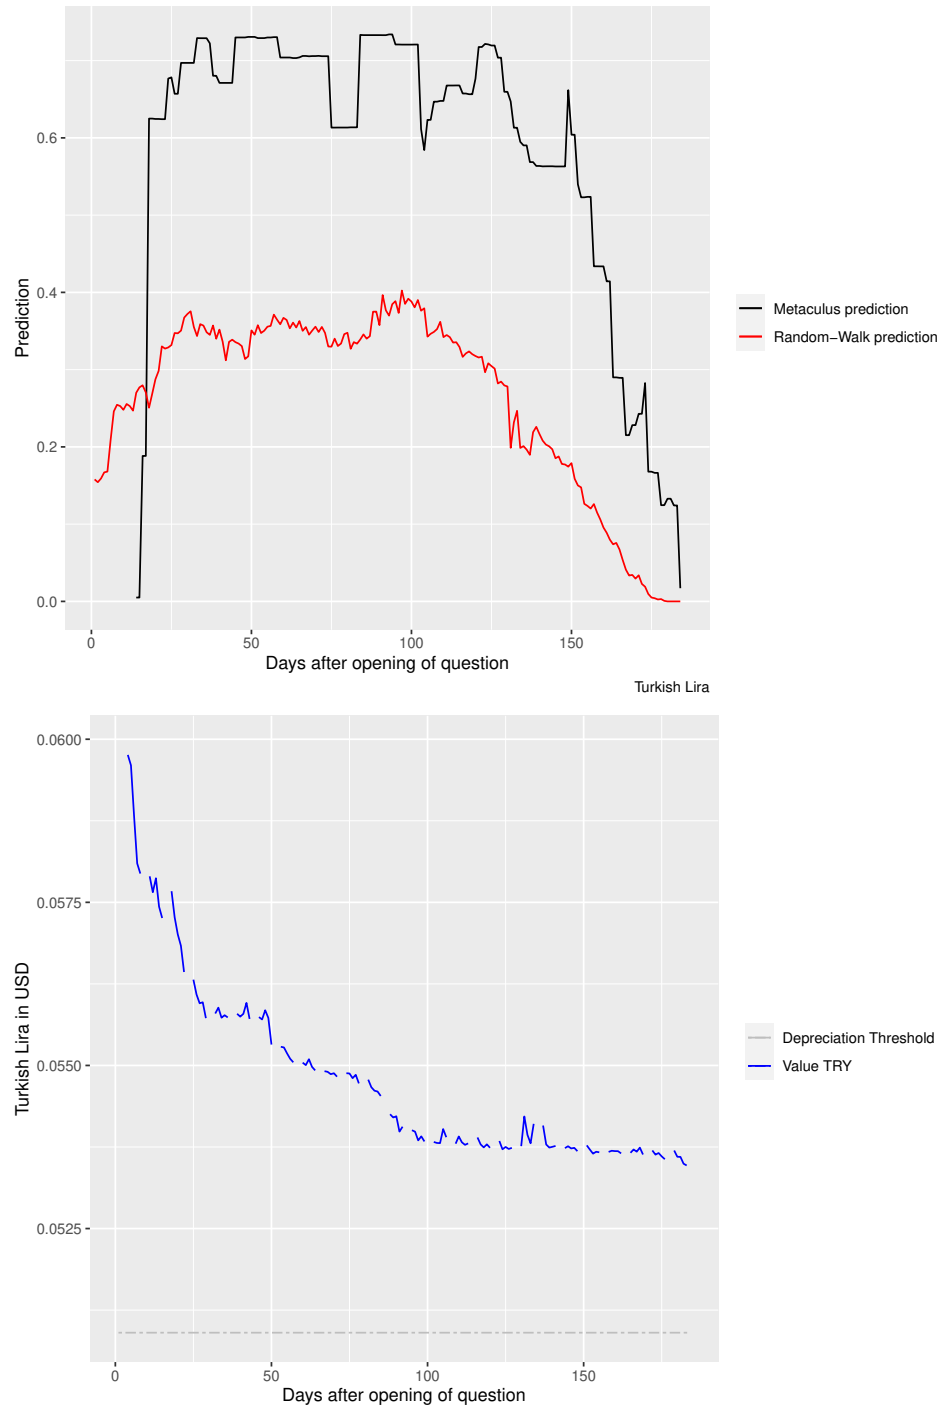 0.6
0.4
0.2
0.0
Prediction
0
50
100
150
Days after opening of question
Metaculus prediction
Random−Walk prediction
Turkish Lira
0.0600
0.0575
0.0550
0.0525
Turkish Lira in USD
0
50
100
150
Days after opening of question
Depreciation Threshold
Value TRY